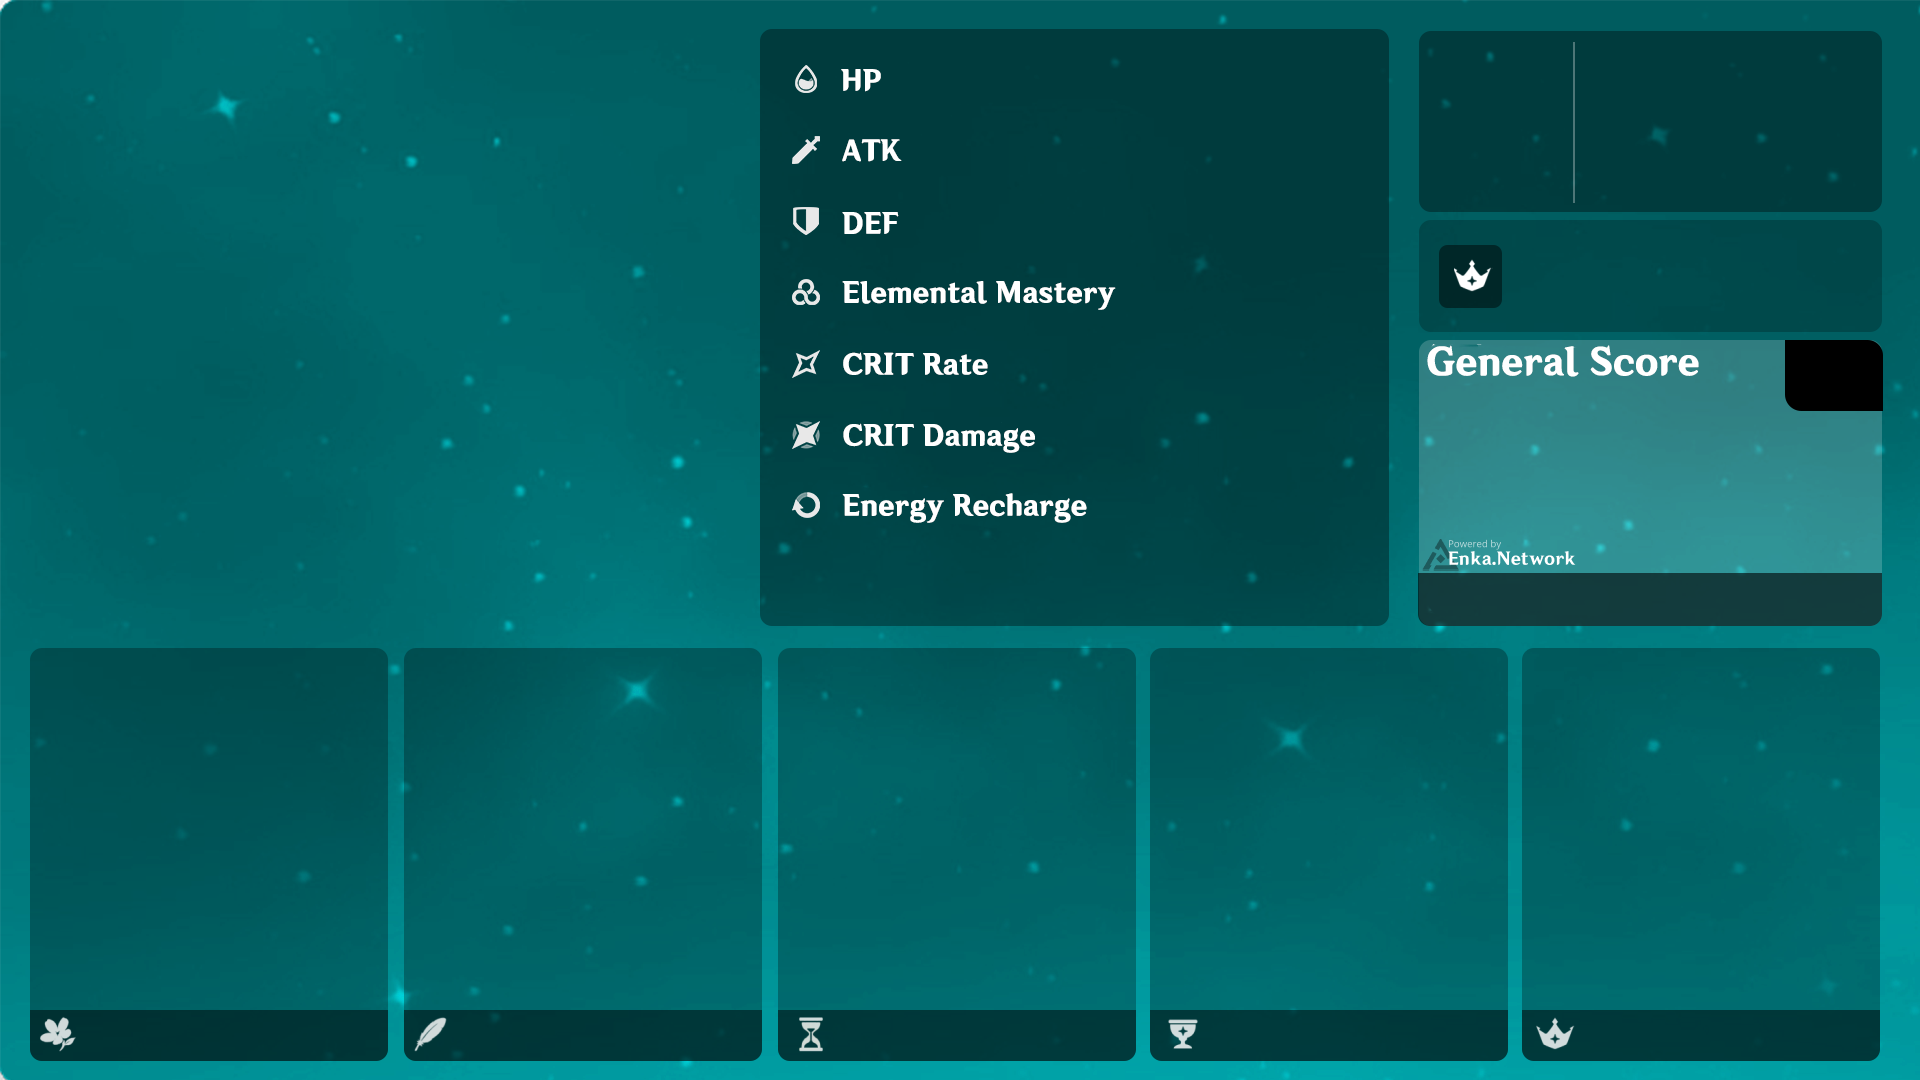 HP
ATK
DEF
Elemental Mastery
CRIT Rate
CRIT Damage
Energy Recharge
General Score
Powered by
Enka.Network